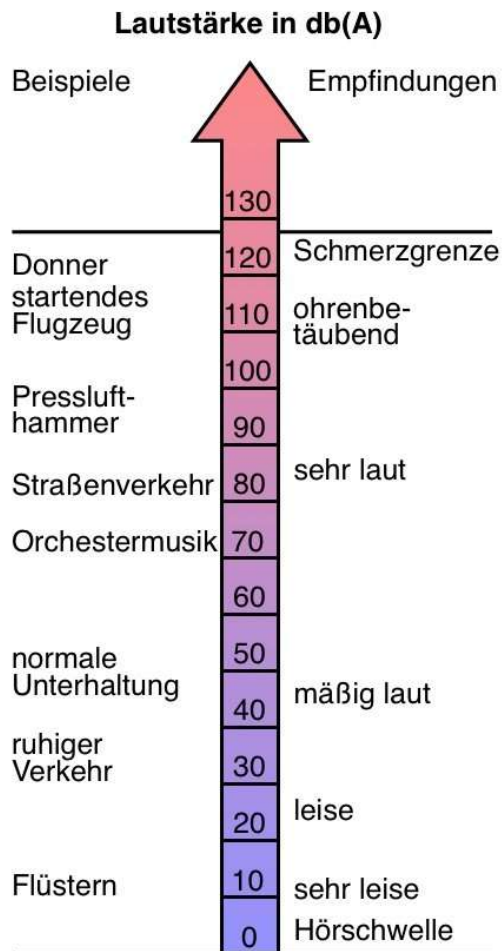 Lautstärke in db(A)
Beispiele
Empfindungen
130
120
Schmerzgrenze
Donner
startendes
Flugzeug
110
ohrenbe-
täubend
100
Pressluft-
hammer
90
sehr laut
Straßenverkehr
80
Orchestermusik
70
60
50
normale
Unterhaltung
mäßig laut
40
ruhiger
Verkehr
30
leise
20
Flüstern
10
sehr leise
Hörschwelle
0